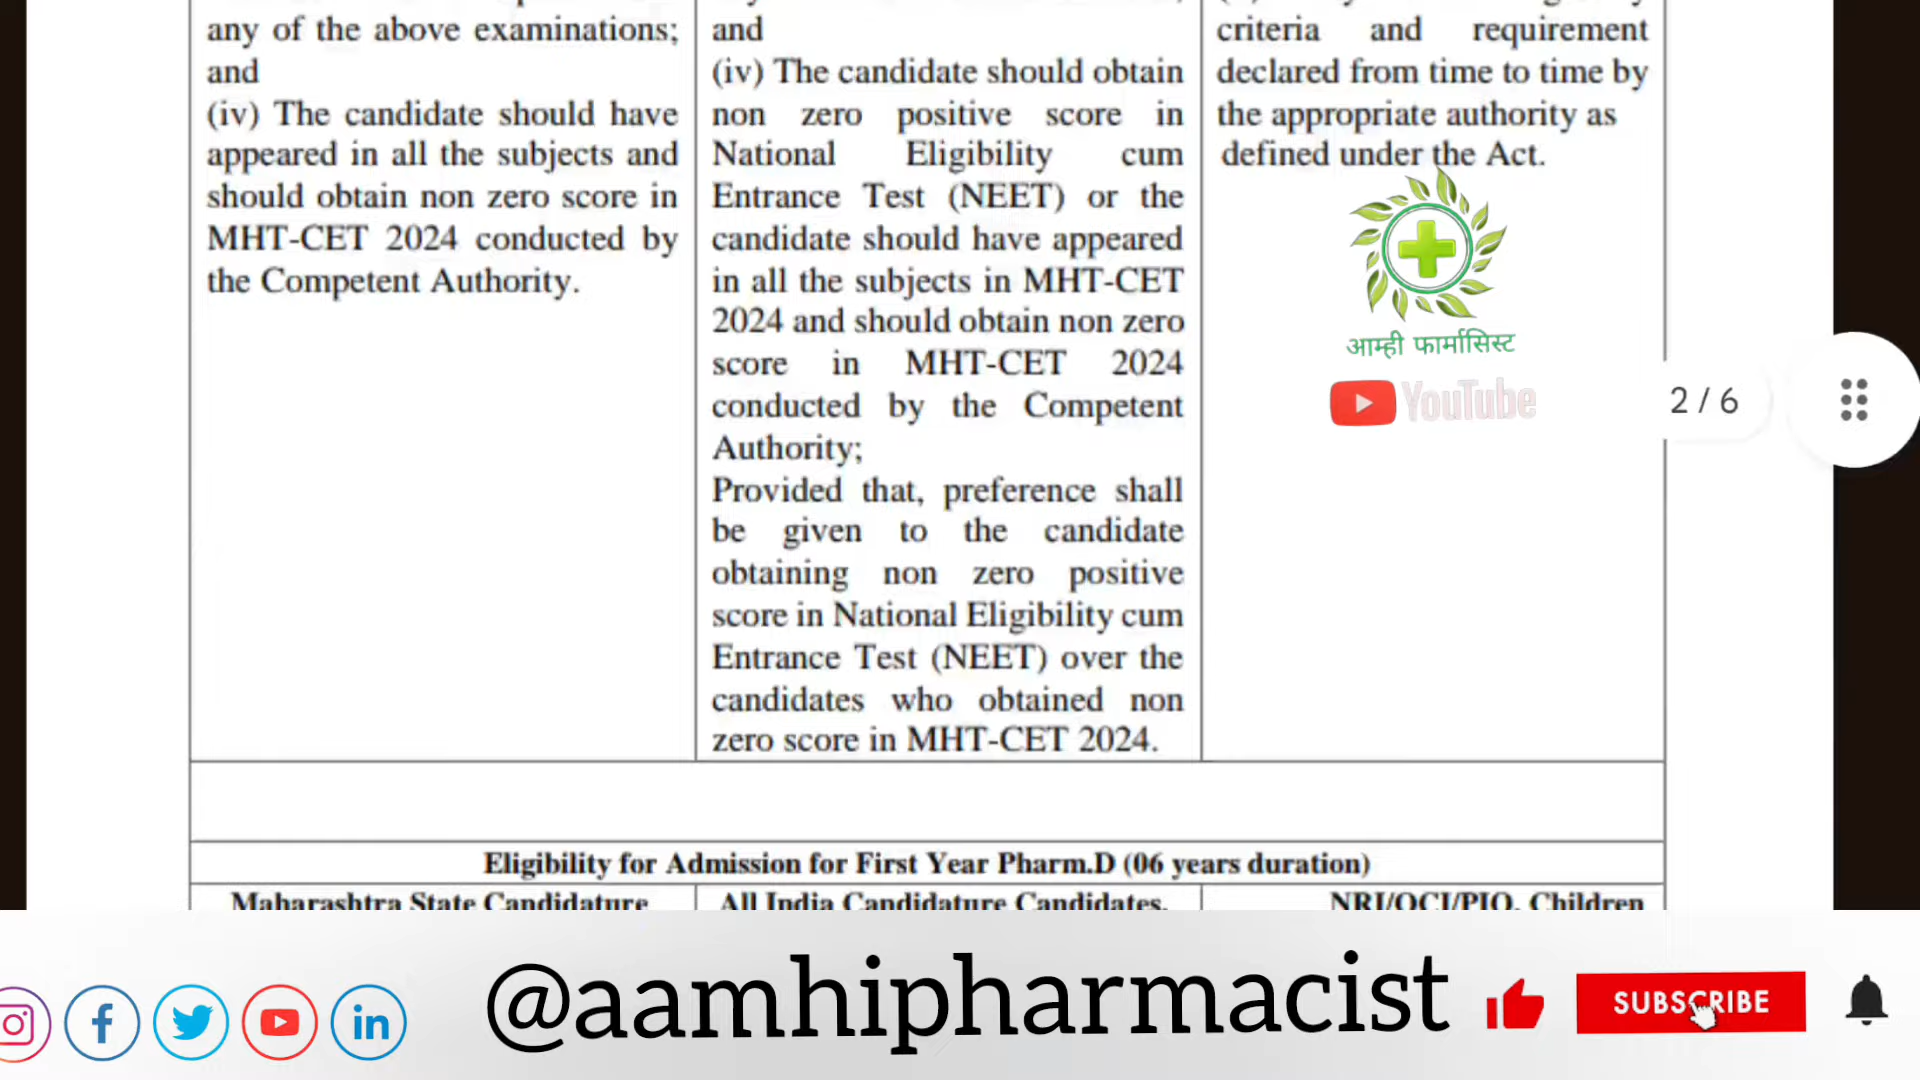 any of the above examinations;
and
(iv) The candidate should have
appeared in all the subjects and
should obtain non zero score in
MHT-CET 2024 conducted by
the Competent Authority.
and
(iv) The candidate should obtain
non zero positive score in
National Eligibility cum
Entrance Test (NEET) or the
candidate should have appeared
in all the subjects in MHT-CET
2024 and should obtain non zero
score in MHT-CET 2024
conducted by the Competent
Authority;
Provided that, preference shall
be given to the candidate
obtaining non zero positive
score in National Eligibility cum
Entrance Test (NEET) over the
candidates who obtained non
zero score in MHT-CET 2024.
criteria and requirement
declared from time to time by
the appropriate authority as
defined under the Act.
आम्ही फार्मासिस्ट
YouTube
2 / 6
Eligibility for Admission for First Year Pharm.D (06 years duration)
Maharashtra State Candidature
All India Candidature Candidates,
NRI/OCI/PIO, Children
@aamhipharmacist
SUBSCRIBE